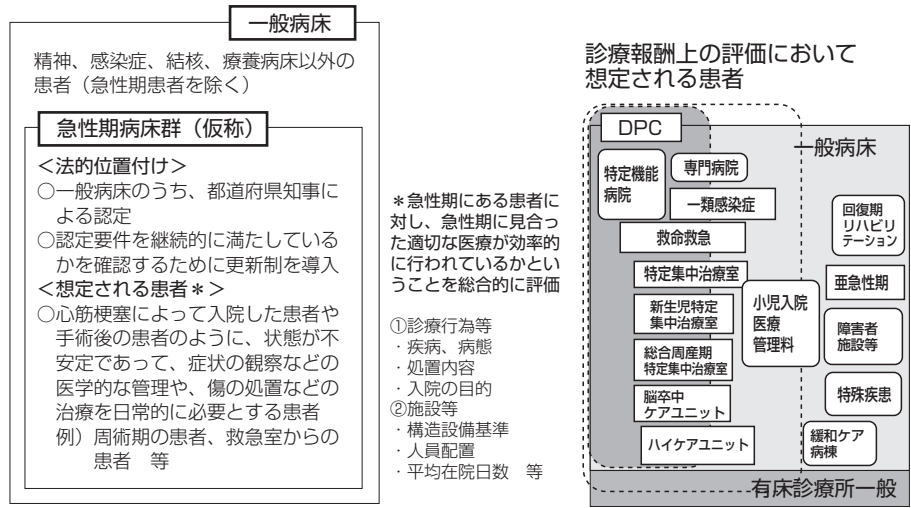 一般病床
精神、感染症、結核、療養病床以外の
患者（急性期患者を除く）
急性期病床群（仮称）
＜法的位置付け＞
○一般病床のうち、都道府県知事に
よる認定
○認定要件を継続的に満たしている
かを確認するために更新制を導入
＜想定される患者＊＞
○心筋梗塞によって入院した患者や
手術後の患者のように、状態が不
安定であって、症状の観察などの
医学的な管理や、傷の処置などの
治療を日常的に必要とする患者
例）周術期の患者、救急室からの
患者　等
＊急性期にある患者に
対し、急性期に見合っ
た適切な医療が効率的
に行われているかとい
うことを総合的に評価
①診療行為等
・疾病、病態
・処置内容
・入院の目的
②施設等
・構造設備基準
・人員配置
・平均在院日数　等
診療報酬上の評価において
想定される患者
DPC
一般病床
特定機能
病院
専門病院
一類感染症
救命救急
特定集中治療室
新生児特定
集中治療室
総合周産期
特定集中治療室
脳卒中
ケアユニット
ハイケアユニット
小児入院
医療
管理料
回復期
リハビリ
テーション
亜急性期
障害者
施設等
特殊疾患
緩和ケア
病棟
有床診療所一般